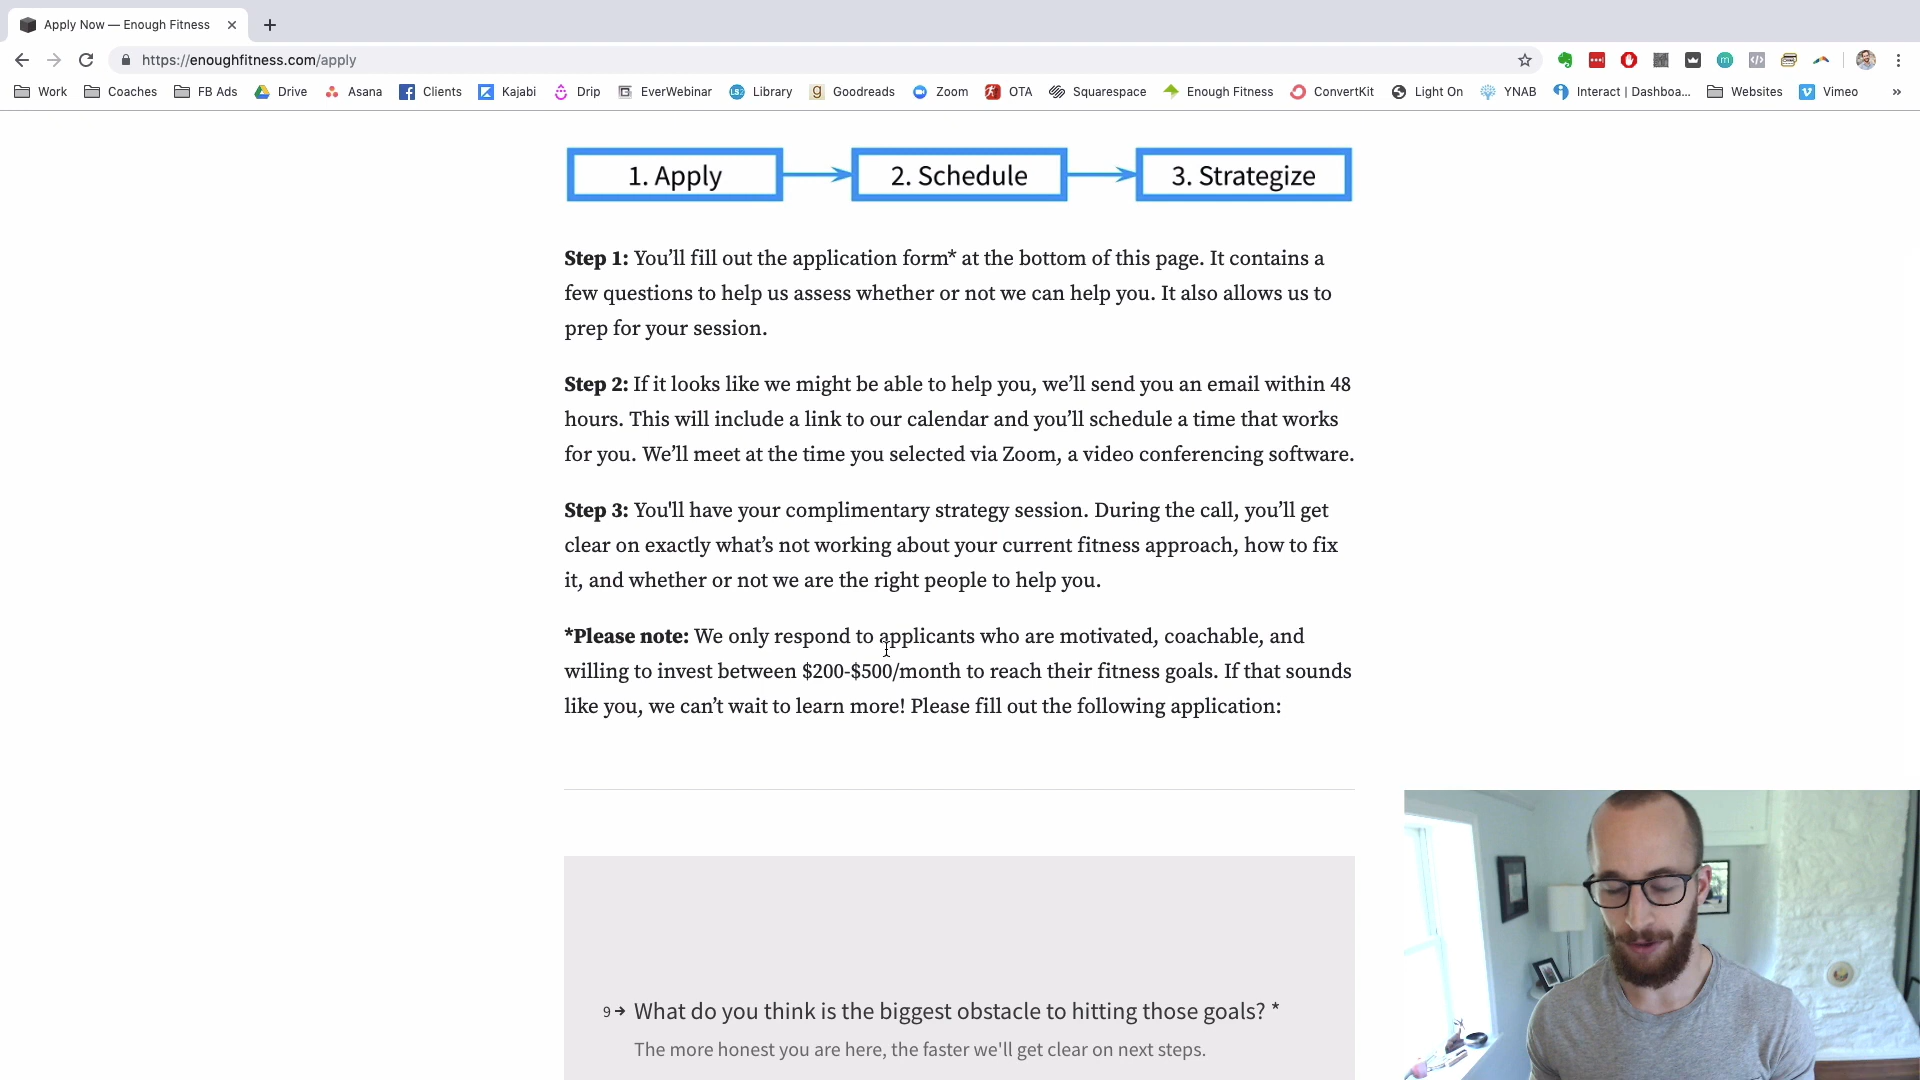 Apply Now — Enough Fitness
https://enoughfitness.com/apply
Work Coaches FB Ads Drive Asana Clients Kajabi Drip EverWebinar Library Goodreads Zoom OTA Squarespace Enough Fitness ConvertKit Light On YNAB Interact | Dashboa... Websites Vimeo »
1. Apply 2. Schedule 3. Strategize
Step 1: You’ll fill out the application form* at the bottom of this page. It contains a
few questions to help us assess whether or not we can help you. It also allows us to
prep for your session.
Step 2: If it looks like we might be able to help you, we’ll send you an email within 48
hours. This will include a link to our calendar and you’ll schedule a time that works
for you. We’ll meet at the time you selected via Zoom, a video conferencing software.
Step 3: You'll have your complimentary strategy session. During the call, you’ll get
clear on exactly what’s not working about your current fitness approach, how to fix
it, and whether or not we are the right people to help you.
*Please note: We only respond to applicants who are motivated, coachable, and
willing to invest between $200-$500/month to reach their fitness goals. If that sounds
like you, we can’t wait to learn more! Please fill out the following application:
9 What do you think is the biggest obstacle to hitting those goals? *
The more honest you are here, the faster we'll get clear on next steps.